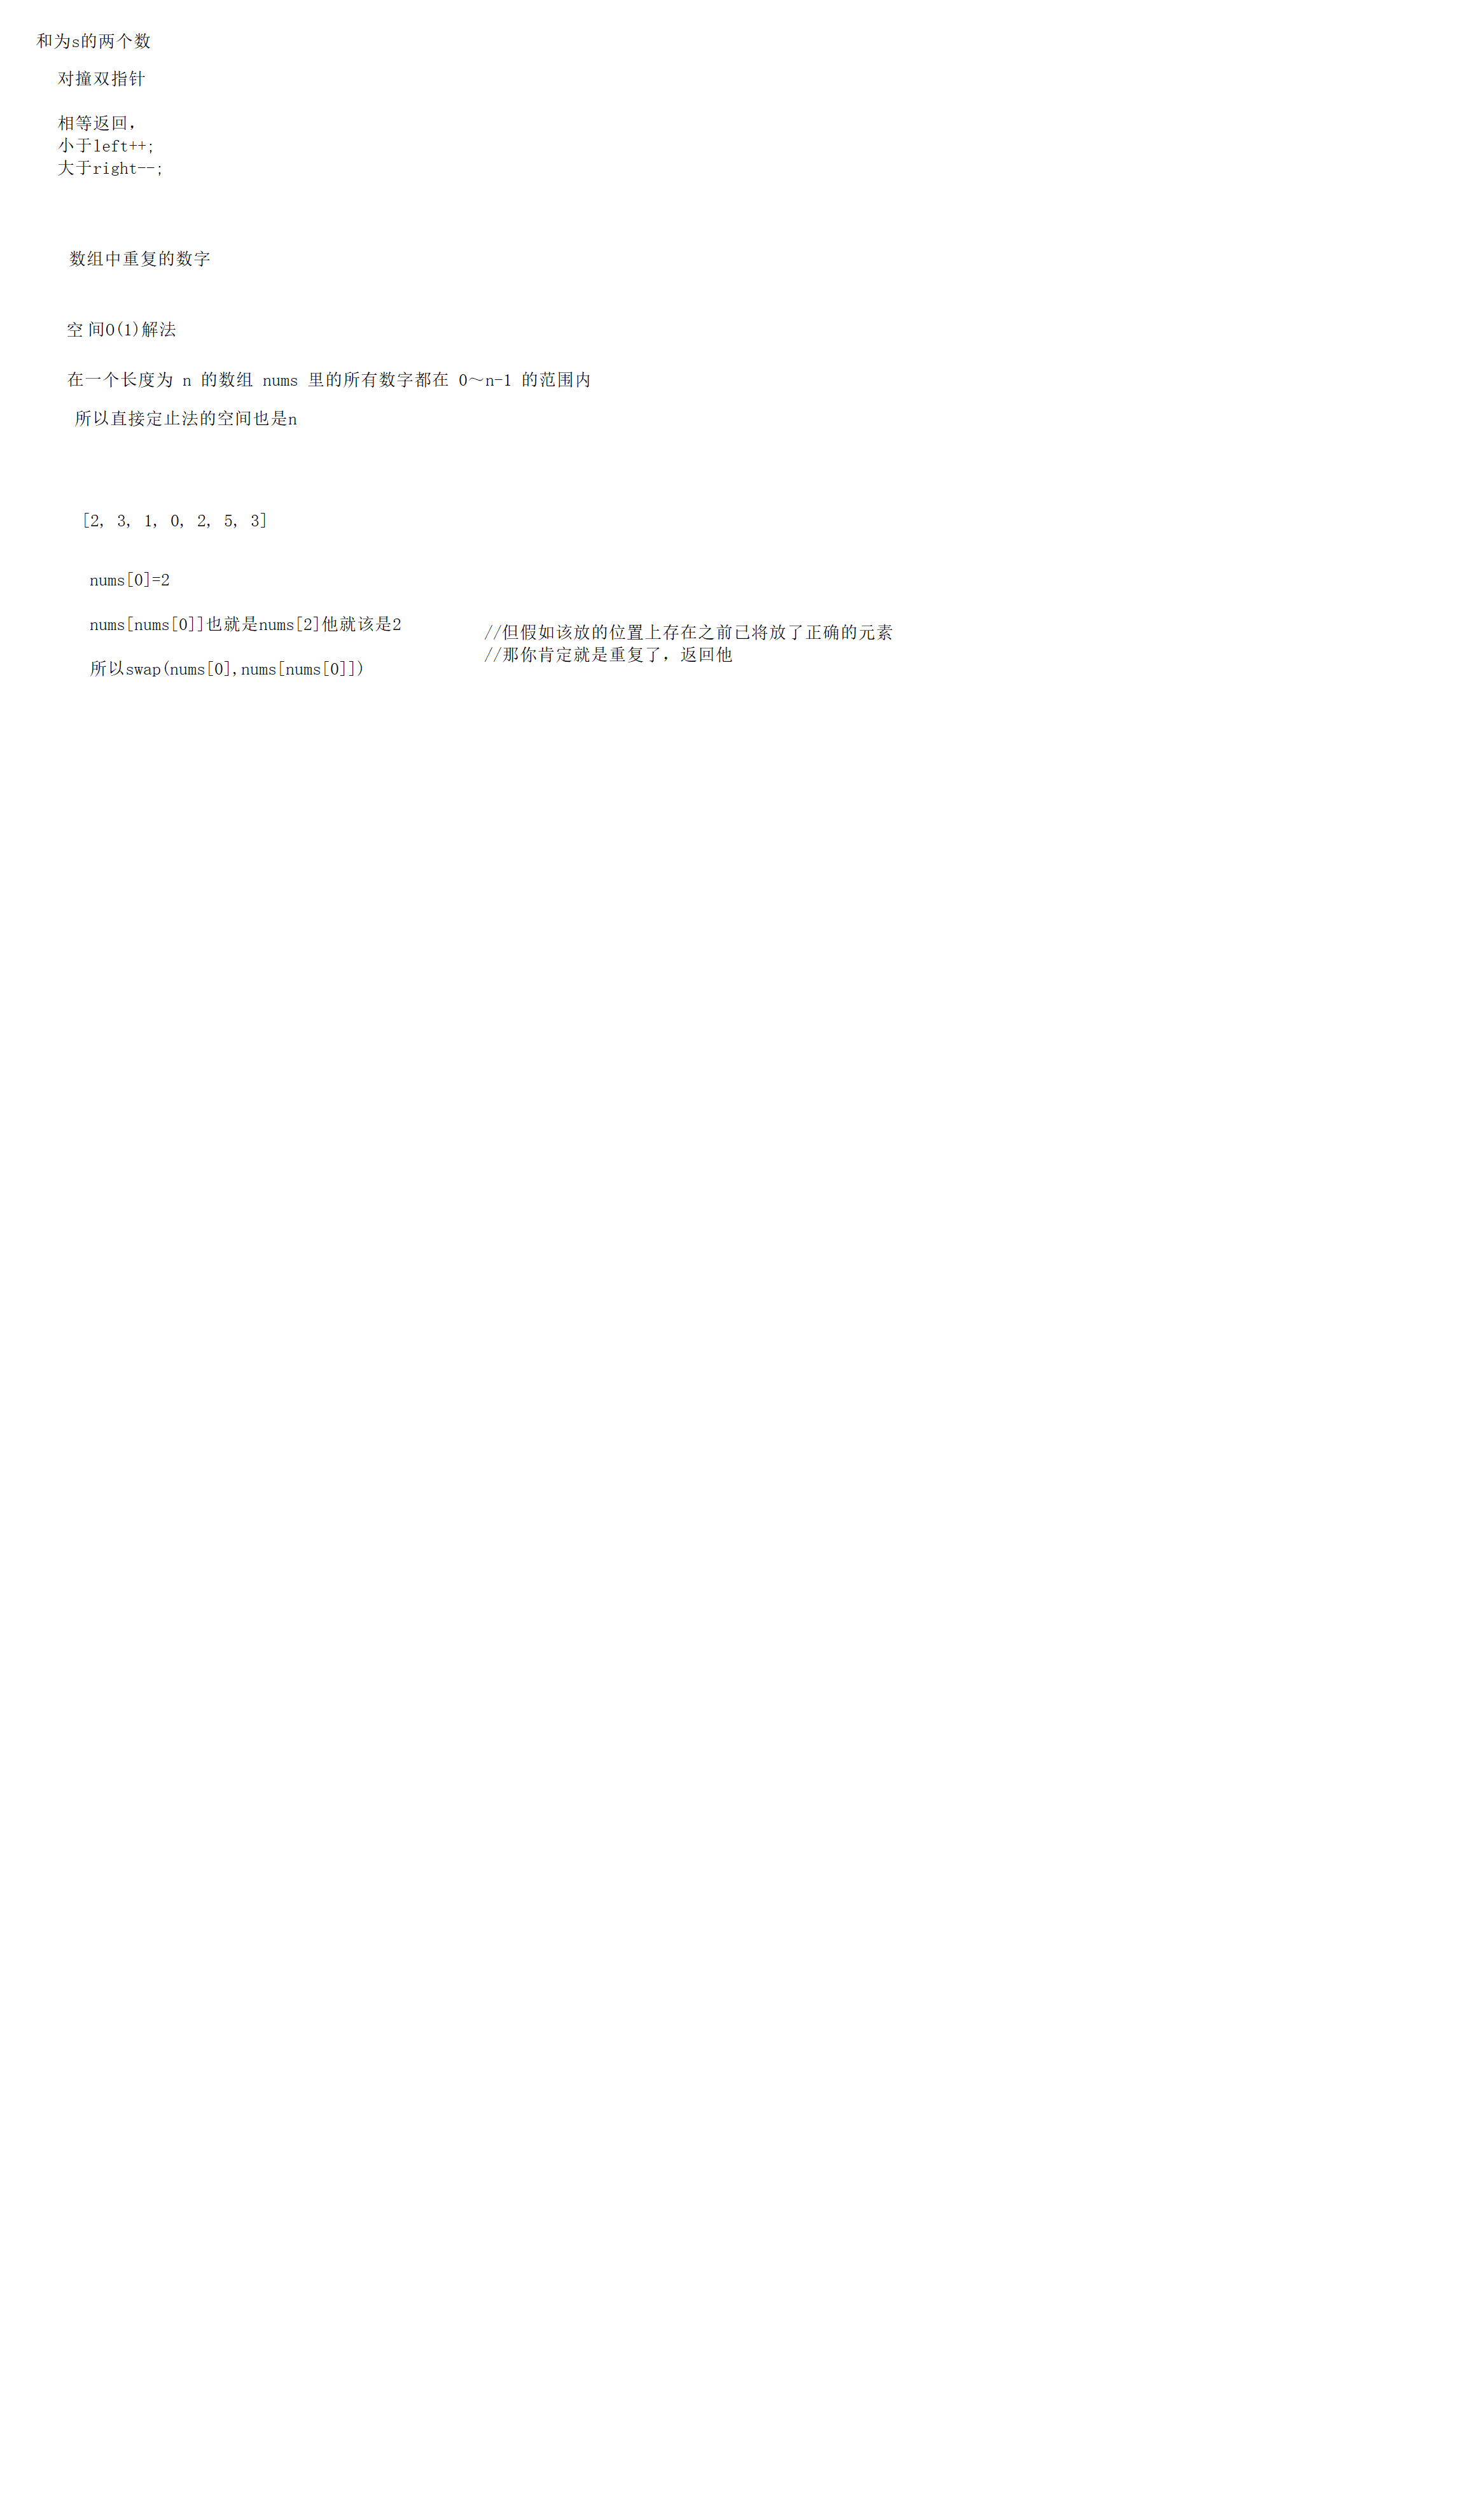 和为s的两个数
对撞双指针
相等返回，
小于left++;
大于right--;
数组中重复的数字
空 间O(1)解法
在一个长度为 n 的数组 nums 里的所有数字都在 0～n-1 的范围内
所以直接定止法的空间也是n
[2, 3, 1, 0, 2, 5, 3]
nums[0]=2
nums[nums[0]]也就是nums[2]他就该是2
//但假如该放的位置上存在之前已将放了正确的元素
//那你肯定就是重复了，返回他
所以swap(nums[0],nums[nums[0]])